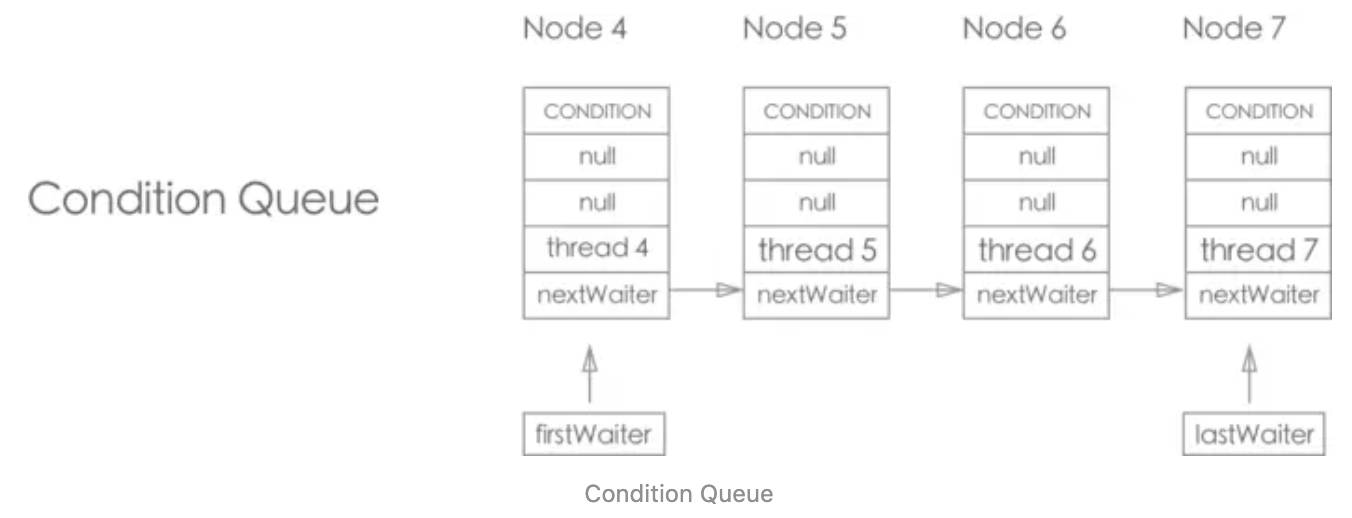 Node 4 Node 5 Node 6 Node 7
CONDITION CONDITION CONDITION CONDITION
null null null null
Condition Queue
null null null null
thread 4 thread 5 thread 6 thread 7
nextWaiter nextWaiter nextWaiter nextWaiter
firstWaiter lastWaiter
Condition Queue